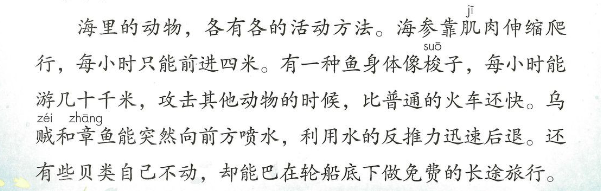 海里的动物，各有各的活动方法。海参靠肌肉伸缩爬
行，每小时只能前进四米。有一种鱼身体像梭子，每小时能
游几十千米，攻去其他动物的时候，比普通的火车还快。乌
贼和章鱼能突然向前方喷水，利用水的反推力迅速后退。还
有些贝类自己不动，却能巴在轮船底下做免费的长途旅行。
jī
suō
zéi zhāng